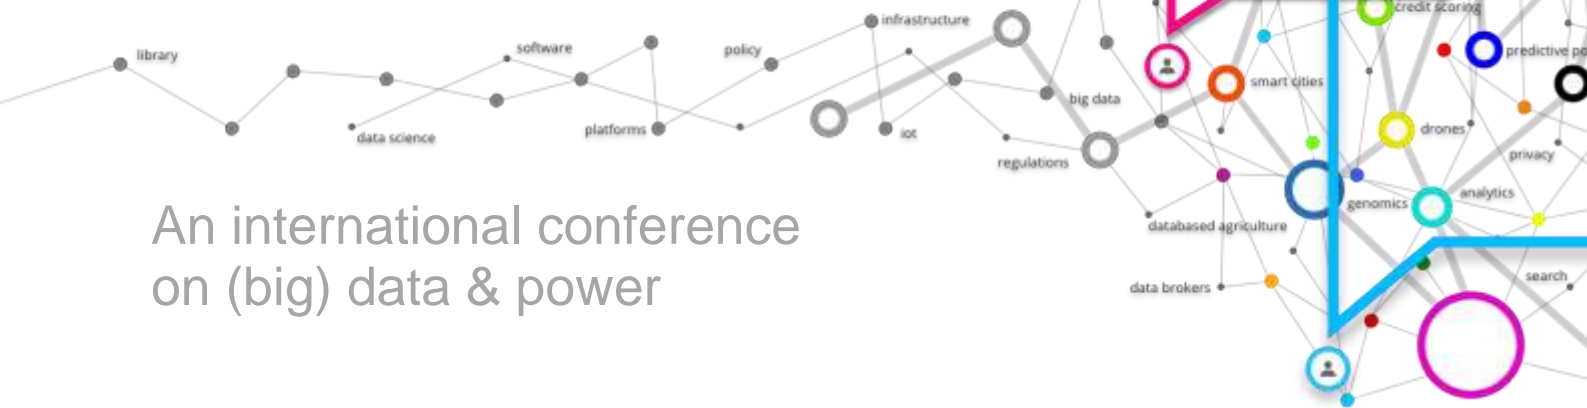 credit scoring
infrastructure
software
policy
library
predictive po
smart cities
big data
platforms
data science
iot
drones
regulations
privacy
analytics
genomics
databased agriculture
An international conference
on (big) data & power
search
data brokers